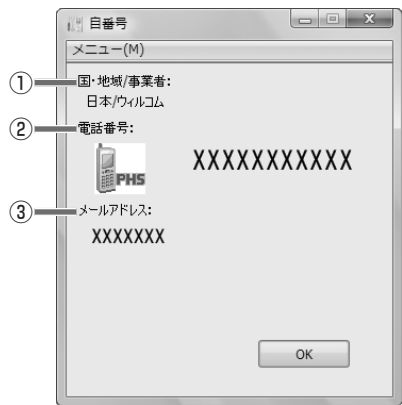 自番号
メニュー(M)
① 国・地域/事業者:
日本/ウィルコム
② 電話番号:
PHS
XXXXXXXXXXX
③ メールアドレス:
XXXXXXX
OK